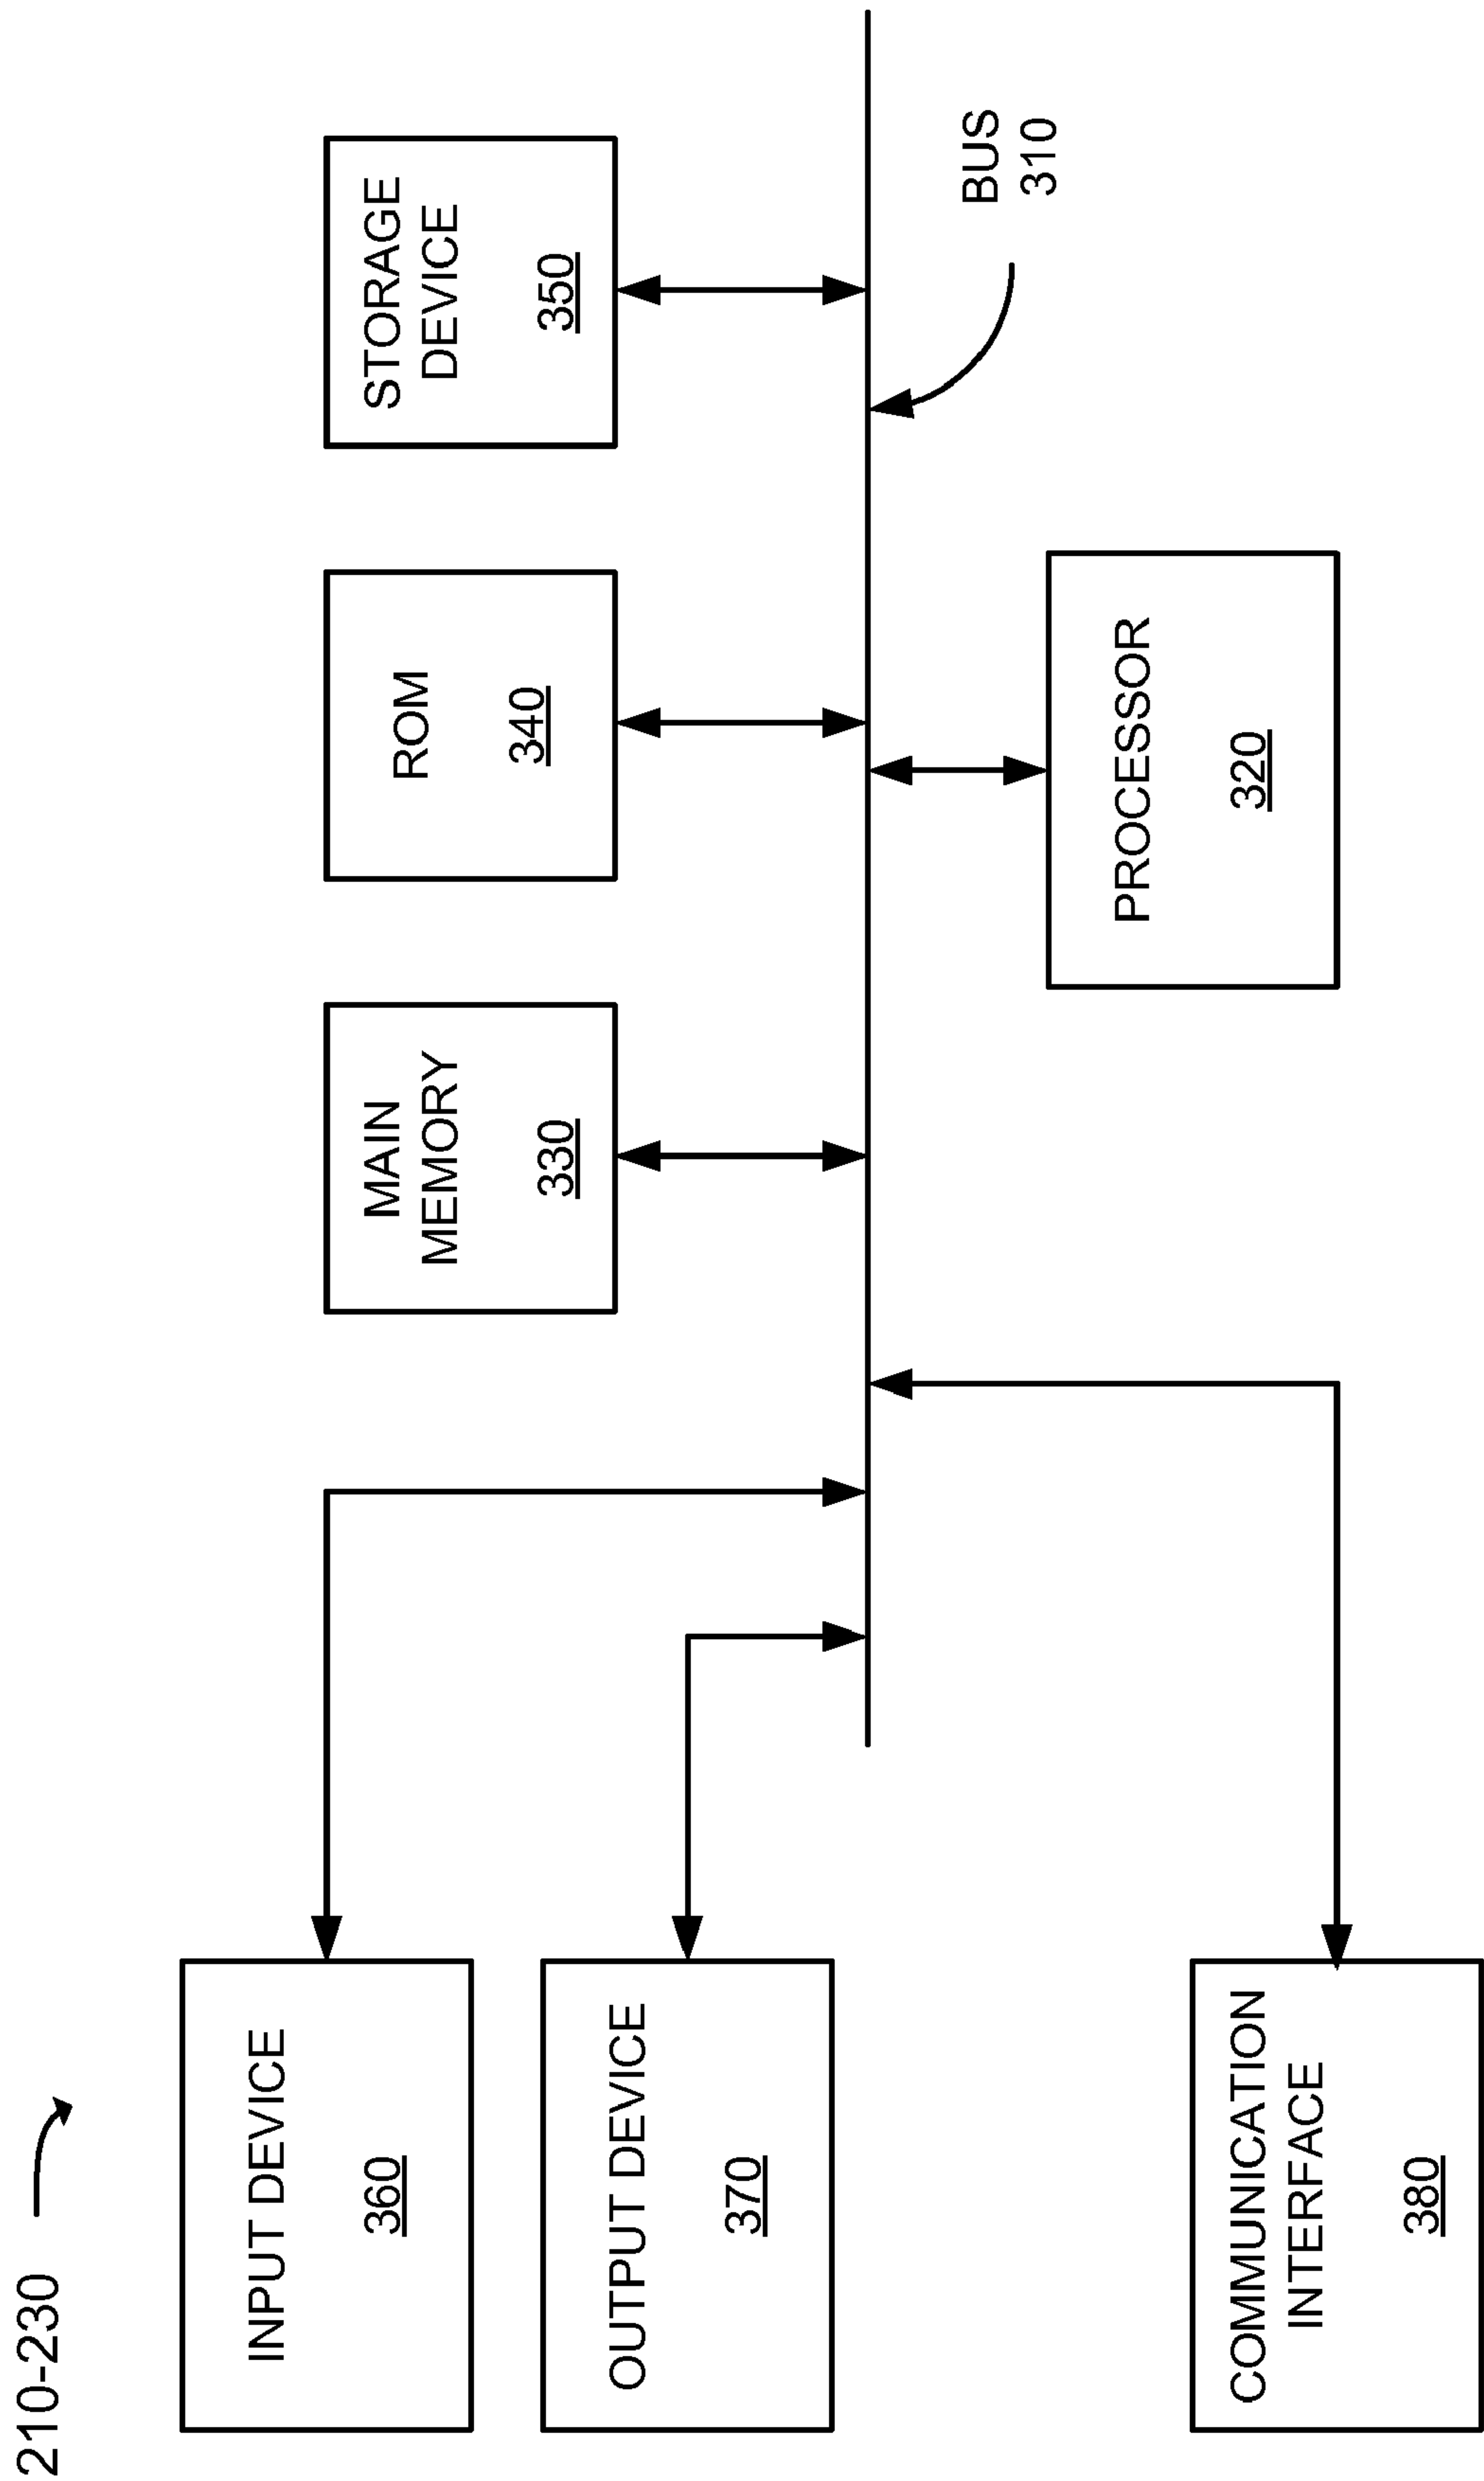 210-230
INPUT DEVICE
360
OUTPUT DEVICE
370
COMMUNICATION
INTERFACE
380
MAIN
MEMORY
330
ROM
340
STORAGE
DEVICE
350
PROCESSOR
320
BUS
310